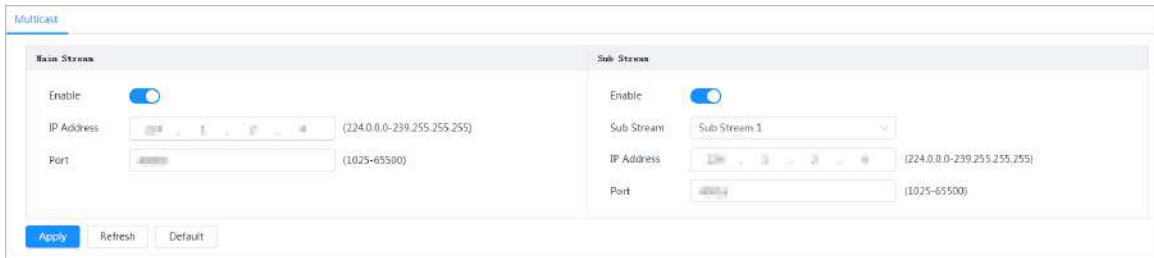 Multicast
Main Stream
Enable
IP Address (224.0.0.0-239.255.255.255)
Port (1025-65500)
Sub Stream
Enable
Sub Stream Sub Stream 1
IP Address (224.0.0.0-239.255.255.255)
Port (1025-65500)
Apply Refresh Default